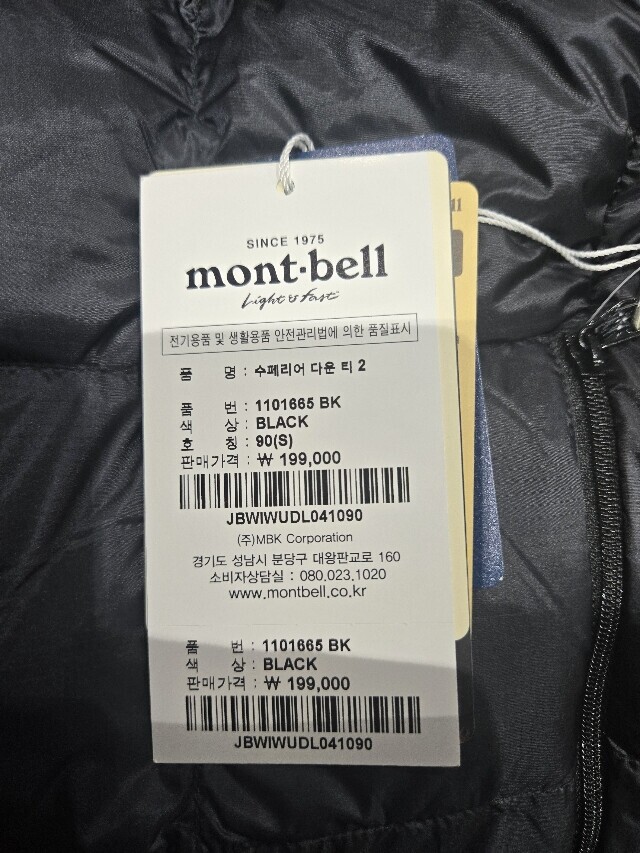 SINCE 1975
mont·bell
Light & Fast
전기용품 및 생활용품 안전관리법에 의한 품질표시
품 명 : 수페리어 다운 티 2
품 번 : 1101665 BK
색 상 : BLACK
호 칭 : 90(S)
판매가격 : ₩ 199,000
JBWIWUDL041090
(주)MBK Corporation
경기도 성남시 분당구 대왕판교로 160
소비자상담실 : 080.023.1020
www.montbell.co.kr
품 번 : 1101665 BK
색 상 : BLACK
판매가격 : ₩ 199,000
JBWIWUDL041090